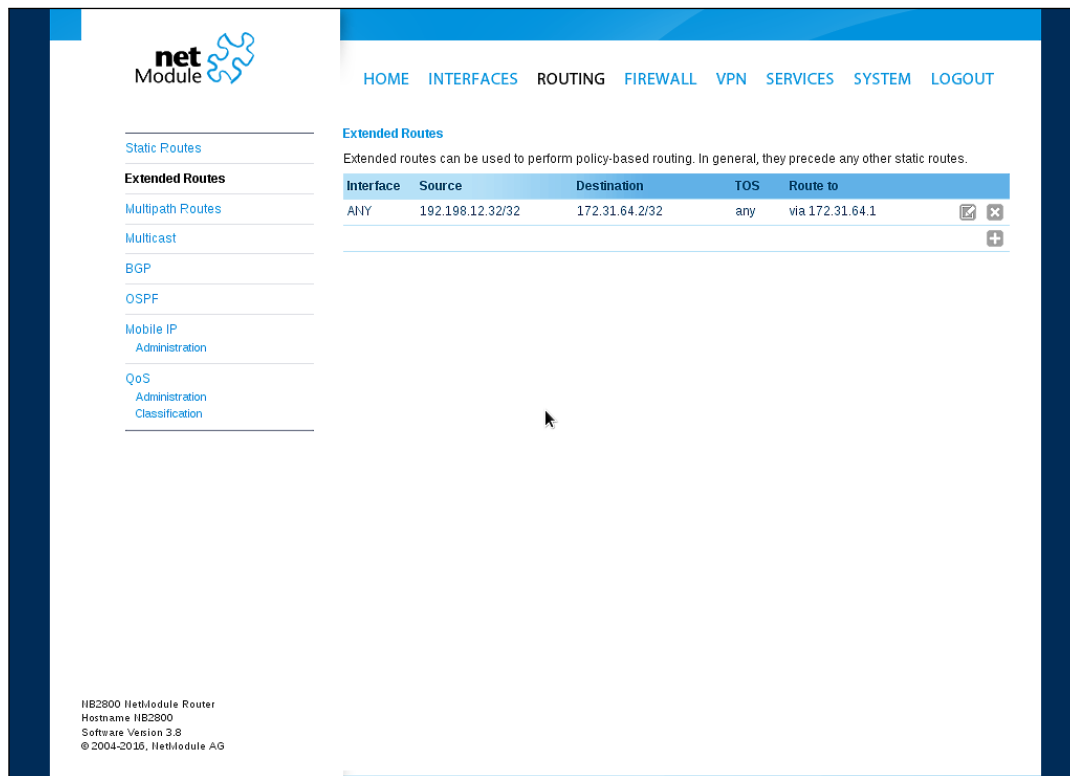 net
Module
HOME INTERFACES ROUTING FIREWALL VPN SERVICES SYSTEM LOGOUT
Static Routes
Extended Routes
Multipath Routes
Multicast
BGP
OSPF
Mobile IP
Administration
QoS
Administration
Classification
Extended Routes
Extended routes can be used to perform policy-based routing. In general, they precede any other static routes.
Interface Source Destination TOS Route to
ANY 192.198.12.32/32 172.31.64.2/32 any via 172.31.64.1
NB2800 NetModule Router
Hostname NB2800
Software Version 3.8
© 2004-2016, NetModule AG